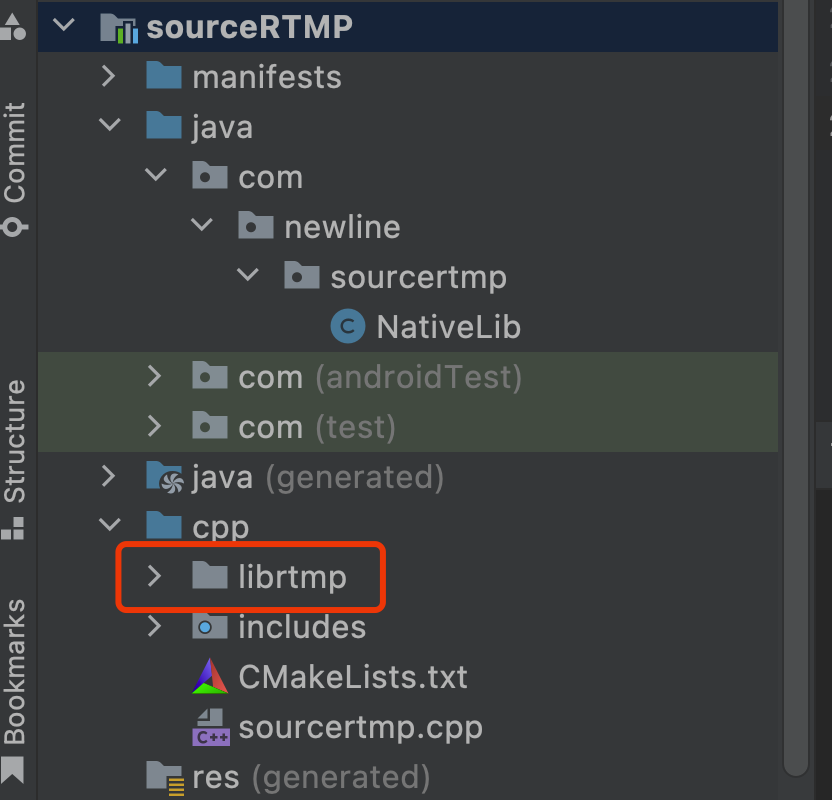 sourceRTMP
manifests
java
com
newline
sourcertmp
C NativeLib
com (androidTest)
com (test)
java (generated)
cpp
librtmp
includes
CMakeLists.txt
C++ sourcertmp.cpp
res (generated)
Commit
Structure
Bookmarks